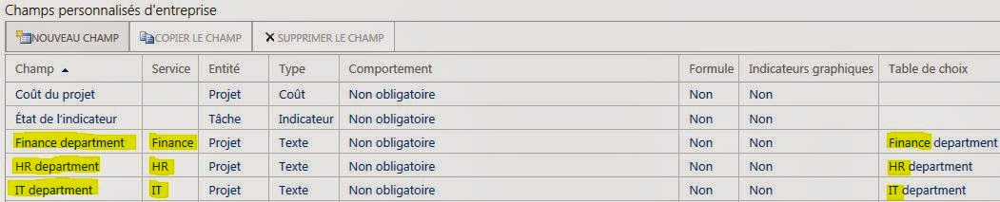 Champs personnalisés d'entreprise
NOUVEAU CHAMP COPIER LE CHAMP SUPPRIMER LE CHAMP
Champ Service Entité Type Comportement Formule Indicateurs graphiques Table de choix
Coût du projet Projet Coût Non obligatoire Non Non
État de l'indicateur Tâche Indicateur Non obligatoire Non Non
Finance department Finance Projet Texte Non obligatoire Non Non Finance department
HR department HR Projet Texte Non obligatoire Non Non HR department
IT department IT Projet Texte Non obligatoire Non Non IT department